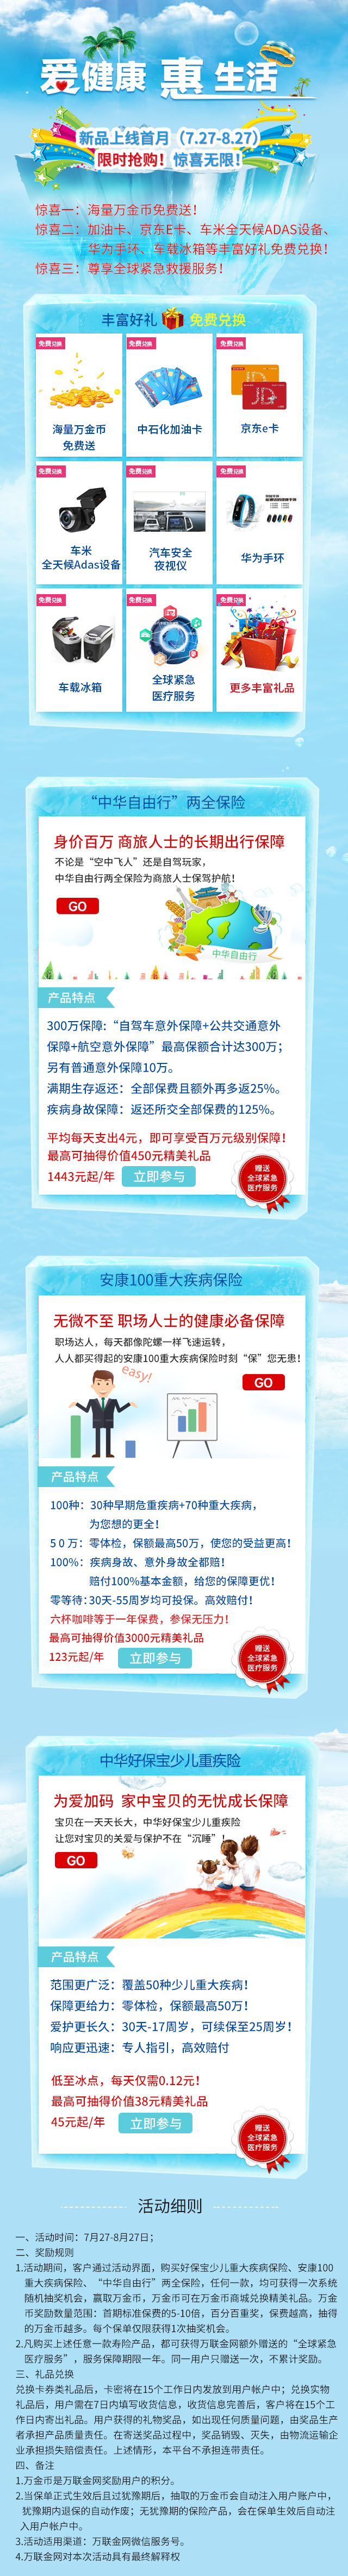 爱健康 惠生活
新品上线首月（7.27-8.27）
限时抢购！惊喜无限！
惊喜一：海量万金币免费送！
惊喜二：加油卡、京东E卡、车米全天候ADAS设备、
华为手环、车载冰箱等丰富好礼免费兑换！
惊喜三：尊享全球紧急救援服务！
丰富好礼 免费兑换
免费兑换 免费兑换 免费兑换
海量万金币 中石化加油卡 京东e卡
免费送
免费兑换 免费兑换 免费兑换
车米 汽车安全 华为手环
全天候Adas设备 夜视仪
免费兑换 免费兑换 免费兑换
车载冰箱 全球紧急 更多丰富礼品
医疗服务
“中华自由行”两全保险
身价百万 商旅人士的长期出行保障
不论是“空中飞人”还是自驾玩家，
中华自由行两全保险为商旅人士保驾护航！
GO
中华自由行
产品特点
300万保障：“自驾车意外保障+公共交通意外
保障+航空意外保障”最高保额合计达300万；
另有普通意外保障10万。
满期生存返还：全部保费且额外再多返25%。
疾病身故保障：返还所交全部保费的125%。
平均每天支出4元，即可享受百万元级别保障！
最高可抽得价值450元精美礼品
1443元起/年 立即参与
赠送
全球紧急
医疗服务
安康100重大疾病保险
无微不至 职场人士的健康必备保障
职场达人，每天都像陀螺一样飞速运转，
人人都买得起的安康100重大疾病保险时刻“保”您无患！
easy!
GO
产品特点
100种：30种早期危重疾病+70种重大疾病，
为您想的更全！
50万：零体检，保额最高50万，使您的受益更高！
100%：疾病身故、意外身故全都赔！
赔付100%基本金额，给您的保障更优！
零等待：30天-55周岁均可投保。高效赔付！
六杯咖啡等于一年保费，参保无压力！
最高可抽得价值3000元精美礼品
123元起/年 立即参与
赠送
全球紧急
医疗服务
中华好保宝少儿重疾险
为爱加码 家中宝贝的无忧成长保障
宝贝在一天天长大，中华好保宝少儿重疾险
让您对宝贝的关爱与保护不在“沉睡”！
GO
产品特点
范围更广泛：覆盖50种少儿重大疾病！
保障更给力：零体检，保额最高50万！
爱护更长久：30天-17周岁，可续保至25周岁！
响应更迅速：专人指引，高效赔付
低至冰点，每天仅需0.12元！
最高可抽得价值38元精美礼品
45元起/年 立即参与
赠送
全球紧急
医疗服务
活动细则
一、活动时间：7月27-8月27日；
二、奖励规则
1.活动期间，客户通过活动界面，购买好保宝少儿重大疾病保险、安康100
重大疾病保险、“中华自由行”两全保险，任何一款，均可获得一次系统
随机抽奖机会，赢取万金币，万金币可在万金币商城兑换精美礼品。万金
币奖励数量范围：首期标准保费的5-10倍，百分百重奖，保费越高，抽得
的万金币越多。每个保单仅限获得1次抽奖机会。
2.凡购买上述任意一款寿险产品，都可获得万联金网额外赠送的“全球紧急
医疗服务”，服务保障期限一年。同一用户只赠送一次，不累计奖励。
三、礼品兑换
兑换卡券类礼品后，卡密将在15个工作日内发放到用户帐户中；兑换实物
礼品后，用户需在7日内填写收货信息，收货信息完善后，客户将在15个工
作日内寄出礼品。用户获得的礼物奖品，如出现任何质量问题，由奖品生产
者承担产品质量责任。在寄送奖品过程中，奖品销毁、灭失，由物流运输企
业承担损失赔偿责任。上述情形，本平台不承担连带责任。
四、备注
1.万金币是万联金网奖励用户的积分。
2.当保单正式生效后且过犹豫期后，抽取的万金币会自动注入用户账户中，
犹豫期内退保的自动作废；无犹豫期的保险产品，会在保单生效后自动注
入用户帐户中。
3.活动适用渠道：万联金网微信服务号。
4.万联金网对本次活动具有最终解释权